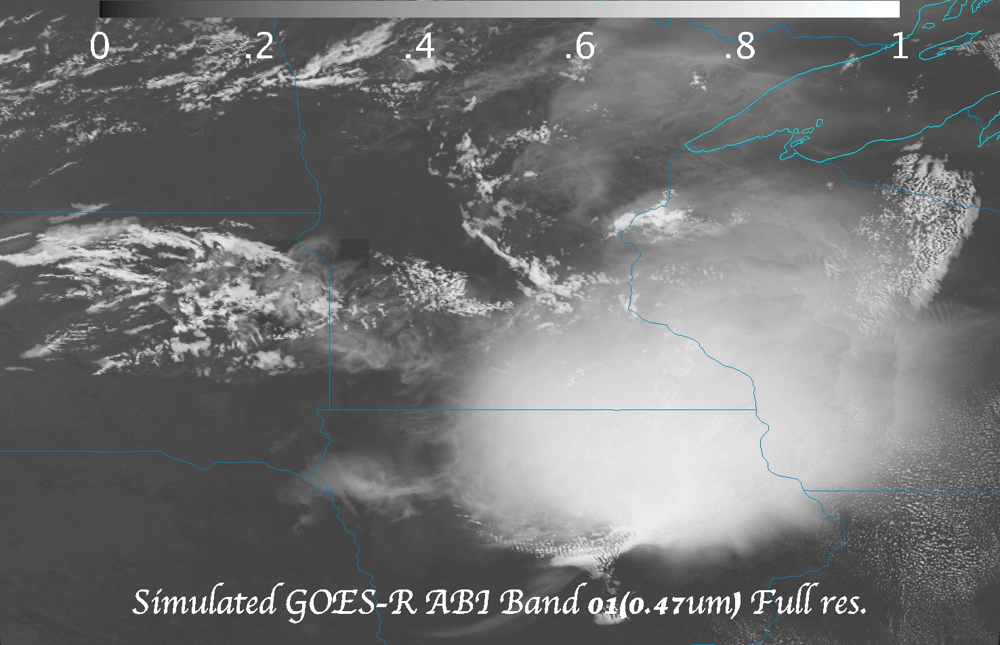 0 .2 .4 .6 .8 1
Simulated GOES-R ABI Band 01(0.47um) Full res.